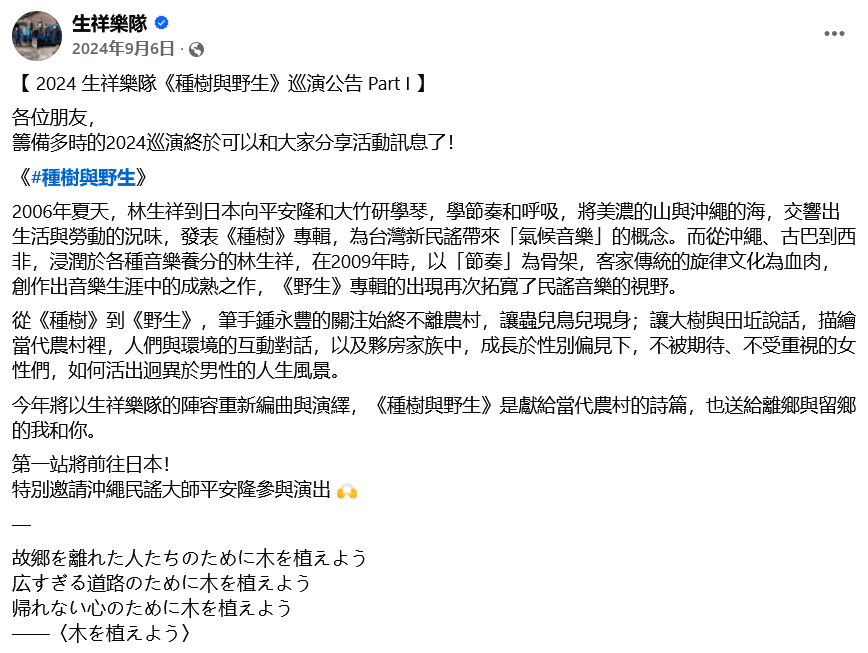 生祥樂隊
2024年9月6日
【 2024 生祥樂隊《種樹與野生》巡演公告 Part I 】
各位朋友，
籌備多時的2024巡演終於可以和大家分享活動訊息了！
《#種樹與野生》
2006年夏天，林生祥到日本向平安隆和大竹研學琴，學節奏和呼吸，將美濃的山與沖繩的海，交響出
生活與勞動的況味，發表《種樹》專輯，為台灣新民謠帶來「氣候音樂」的概念。而從沖繩、古巴到西
非，浸潤於各種音樂養分的林生祥，在2009年時，以「節奏」為骨架，客家傳統的旋律文化為血肉，
創作出音樂生涯中的成熟之作，《野生》專輯的出現再次拓寬了民謠音樂的視野。
從《種樹》到《野生》，筆手鍾永豐的關注始終不離農村，讓蟲兒鳥兒現身；讓大樹與田坵說話，描繪
當代農村裡，人們與環境的互動對話，以及夥房家族中，成長於性別偏見下，不被期待、不受重視的女
性們，如何活出迥異於男性的人生風景。
今年將以生祥樂隊的陣容重新編曲與演繹，《種樹與野生》是獻給當代農村的詩篇，也送給離鄉與留鄉
的我和你。
第一站將前往日本！
特別邀請沖繩民謠大師平安隆參與演出 🙌
—
故郷を離れた人たちのために木を植えよう
広すぎる道路のために木を植えよう
帰れない心のために木を植えよう
——〈木を植えよう〉